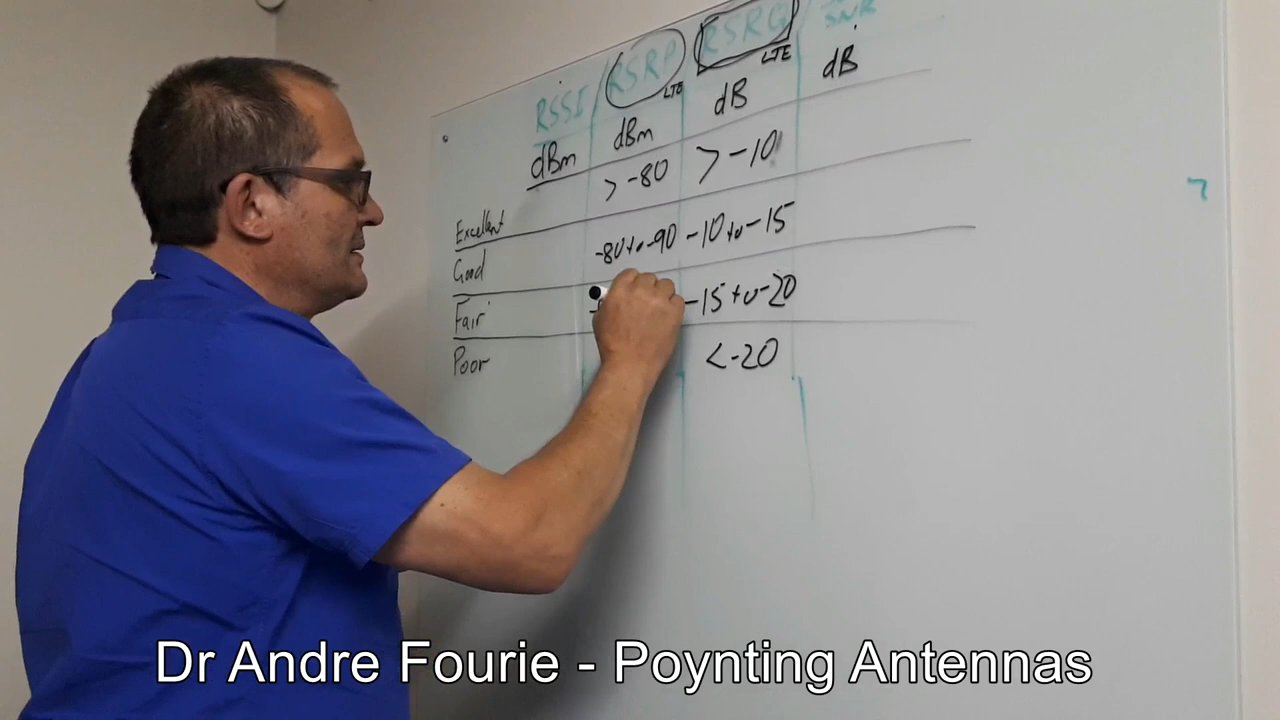 RSSI RSRP LTE RSRQ LTE SNR
dBm dBm dB dB
Excellent > -80 > -10
Good -80 to -90 -10 to -15
Fair -15 to -20
Poor < -20
Dr Andre Fourie - Poynting Antennas